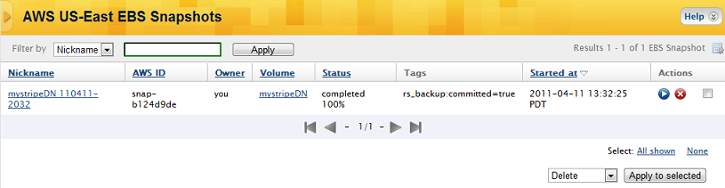 AWS US-East EBS Snapshots
Help
Filter by Nickname Apply Results 1 - 1 of 1 EBS Snapshot
Nickname AWS ID Owner Volume Status Tags Started at Actions
mystripeDN 110411- snap- you mystripeDN completed rs_backup:committed=true 2011-04-11 13:32:25
2032 b124d9de 100% PDT
- 1/1 -
Select: All shown None
Delete Apply to selected